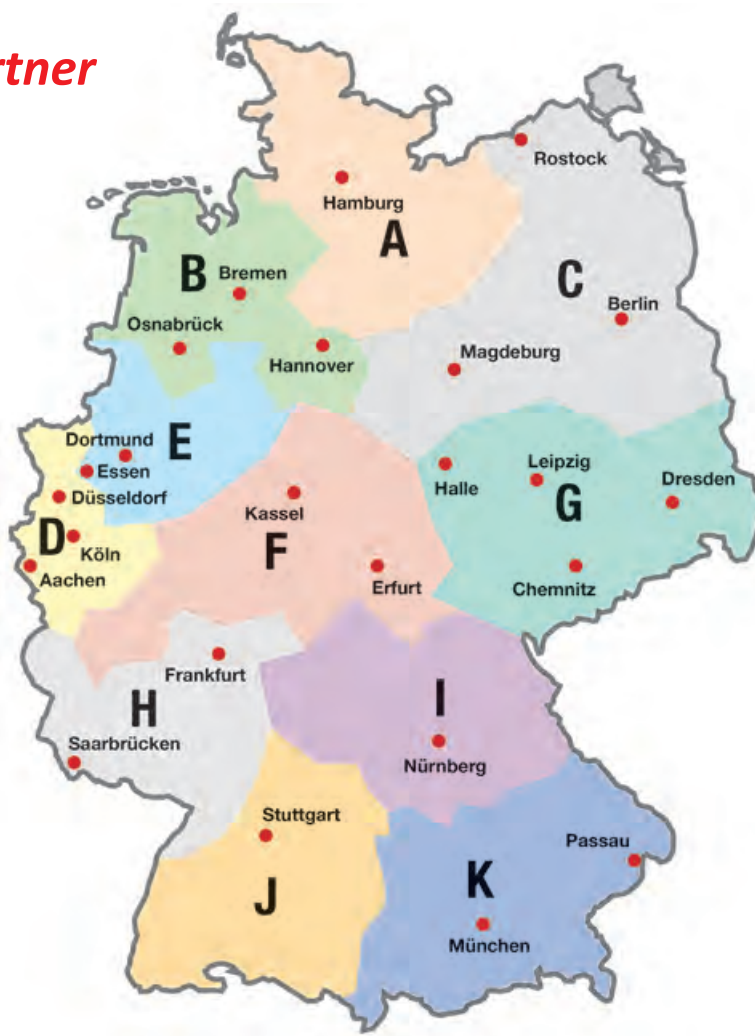 rtner
Rostock
Hamburg
A
B
Bremen
C
Berlin
Osnabrück
Hannover
Magdeburg
Dortmund
E
Essen
Düsseldorf
Kassel
Halle
Leipzig
G
Dresden
D
Köln
Aachen
F
Erfurt
Chemnitz
Frankfurt
H
I
Saarbrücken
Nürnberg
Stuttgart
J
Passau
K
München